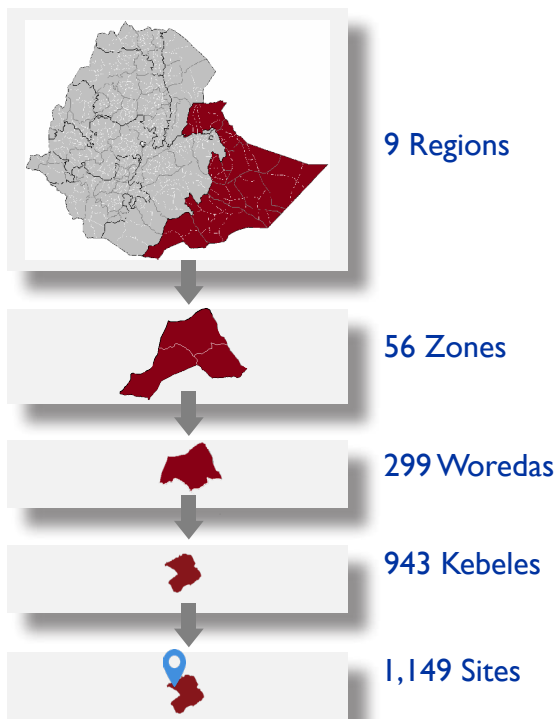 9 Regions
56 Zones
299 Woredas
943 Kebeles
1,149 Sites